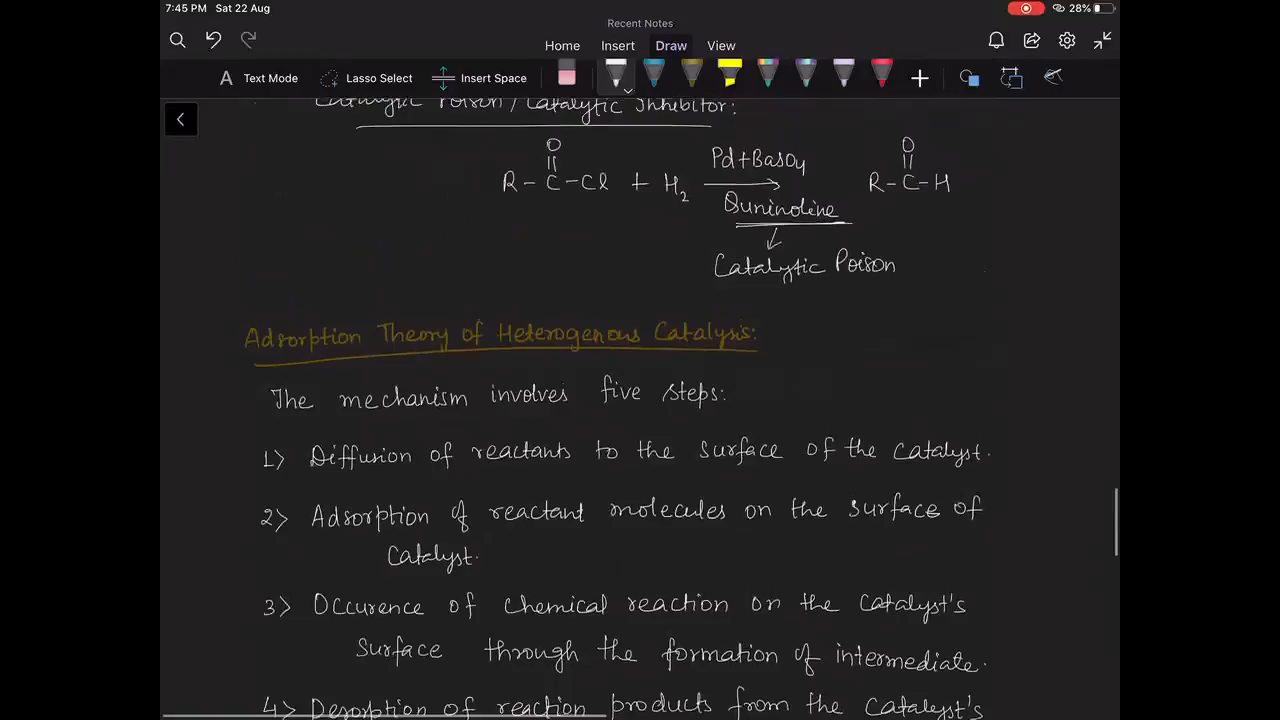 7:45 PM Sat 22 Aug
28%
Recent Notes
Home Insert Draw View
Text Mode Lasso Select Insert Space
Catalytic Poison / Catalytic Inhibitor:
O O
R - C - Cl + H2 Pd + BaSO4 R - C - H
Quninoline
Catalytic Poison
Adsorption Theory of Heterogenous Catalysis:
The mechanism involves five steps:
1> Diffusion of reactants to the surface of the catalyst.
2> Adsorption of reactant molecules on the surface of
Catalyst.
3> Occurence of chemical reaction on the catalyst's
Surface through the formation of intermediate.
4> Desorption of reaction products from the catalyst's